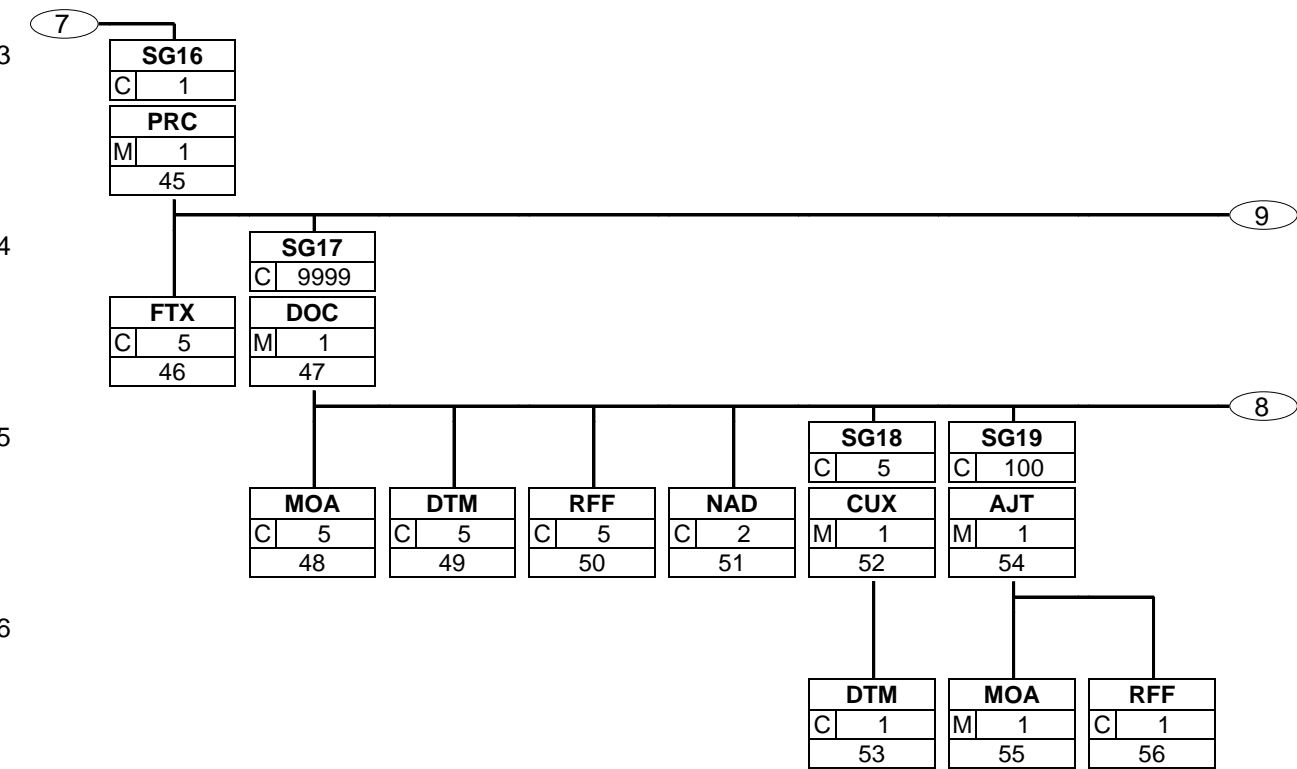 7
3
SG16
C 1
PRC
M 1
45
9
4
SG17
C 9999
FTX
C 5
46
DOC
M 1
47
8
5
SG18
C 5
SG19
C 100
MOA
C 5
48
DTM
C 5
49
RFF
C 5
50
NAD
C 2
51
CUX
M 1
52
AJT
M 1
54
6
DTM
C 1
53
MOA
M 1
55
RFF
C 1
56